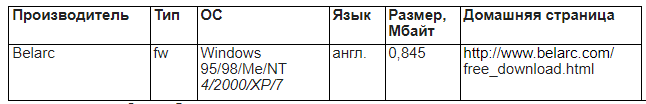 Производитель Тип ОС Язык Размер, Мбайт Домашняя страница
Belarc fw Windows англ. 0,845 http://www.belarc.com/
95/98/Me/NT free_download.html
4/2000/XP/7